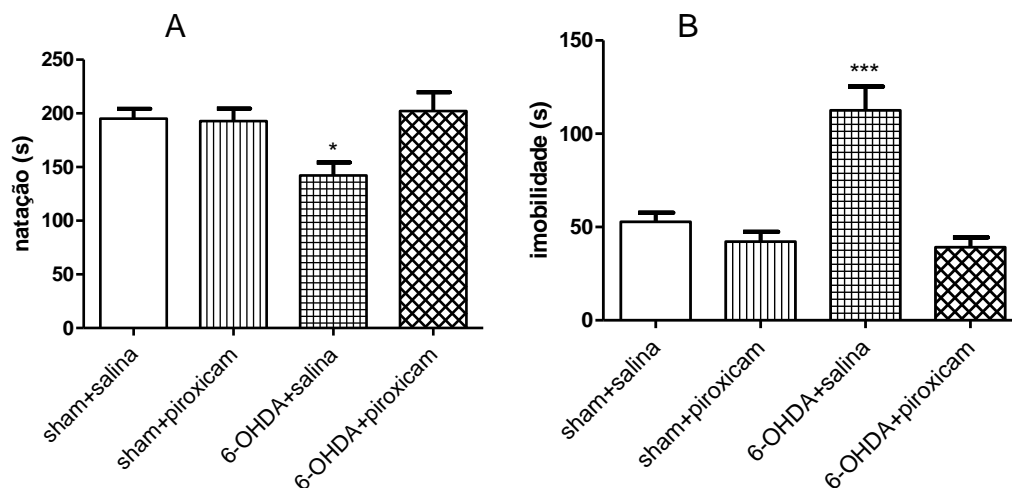 A
natação (s)
250
200
150
100
50
0
*
sham+salina
sham+piroxicam
6-OHDA+salina
6-OHDA+piroxicam
B
imobilidade (s)
150
100
50
0
***
sham+salina
sham+piroxicam
6-OHDA+salina
6-OHDA+piroxicam